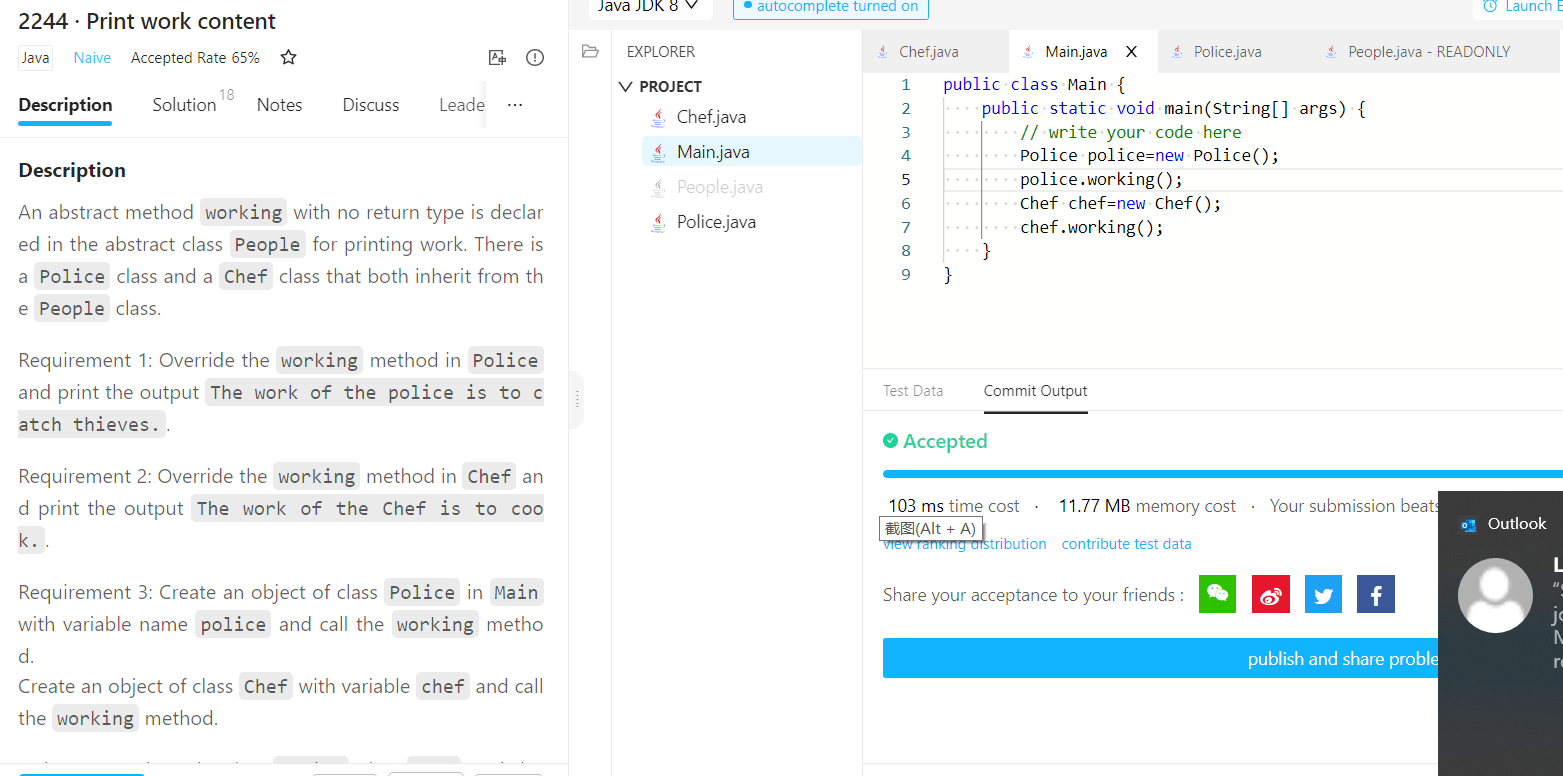 2244 · Print work content
Java Naive Accepted Rate 65%
Description Solution 18 Notes Discuss Leade ...
Description
An abstract method working with no return type is declar
ed in the abstract class People for printing work. There is
a Police class and a Chef class that both inherit from th
e People class.
Requirement 1: Override the working method in Police
and print the output The work of the police is to c
atch thieves. .
Requirement 2: Override the working method in Chef an
d print the output The work of the Chef is to coo
k. .
Requirement 3: Create an object of class Police in Main
with variable name police and call the working metho
d.
Create an object of class Chef with variable chef and call
the working method.
Java JDK 8
autocomplete turned on
Launch E
EXPLORER
PROJECT
Chef.java
Main.java
People.java
Police.java
Chef.java Main.java X Police.java People.java - READONLY
1 public class Main {
2 public static void main(String[] args) {
3 // write your code here
4 Police police=new Police();
5 police.working();
6 Chef chef=new Chef();
7 chef.working();
8 }
9 }
Test Data Commit Output
Accepted
103 ms time cost · 11.77 MB memory cost · Your submission beats
截图(Alt + A)
view ranking distribution contribute test data
Share your acceptance to your friends :
publish and share proble
Outlook